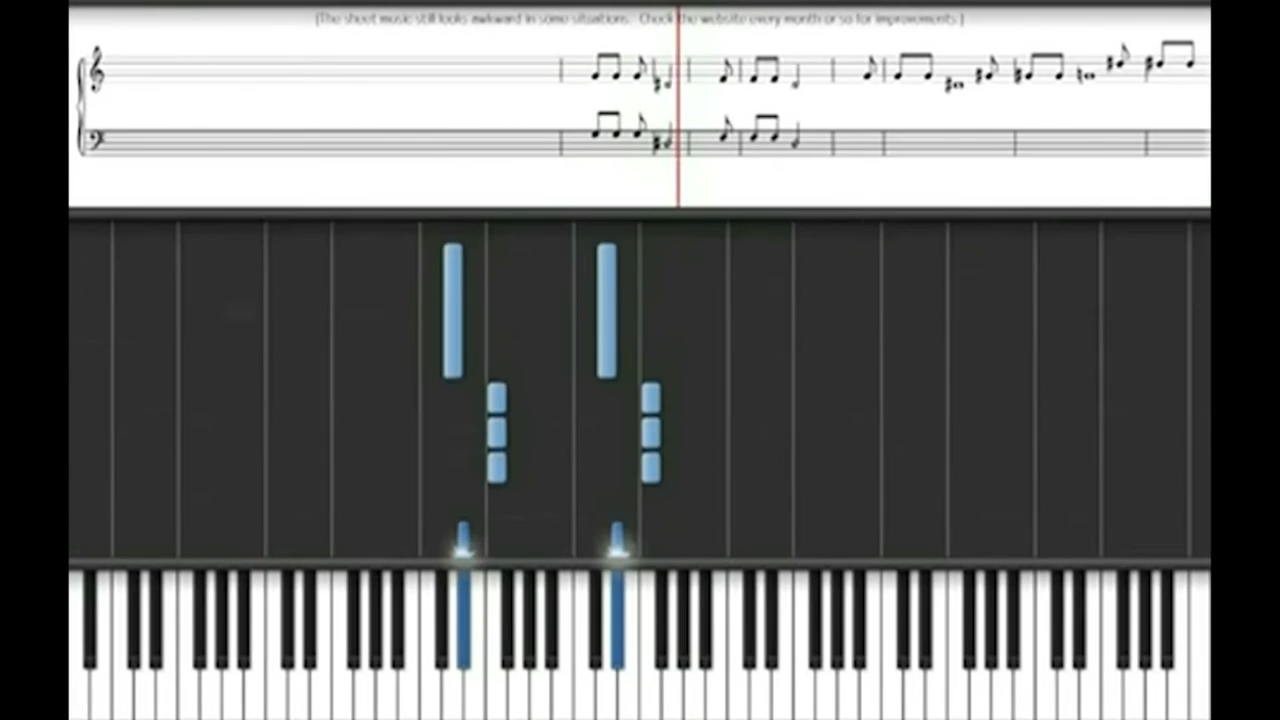 (The sheet music still looks awkward in some situations. Check the website every month or so for improvements.)